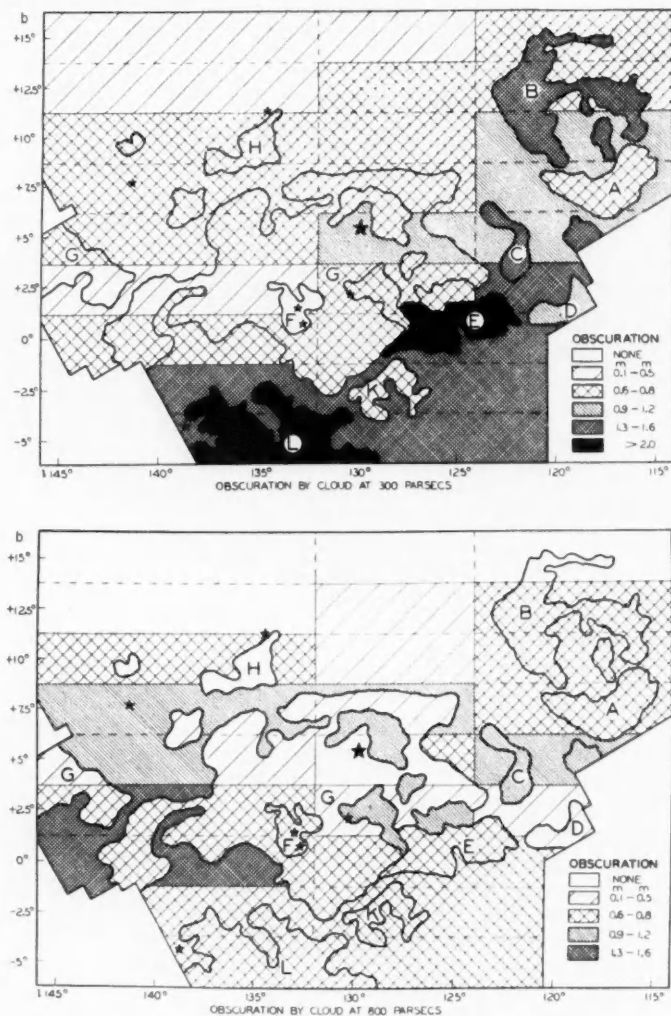 b
+15°
+12.5°
+10°
+7.5°
+5°
+2.5°
0°
-2.5°
-5°
B
H
A
G
C
G
F
E
D
K
L
OBSCURATION
NONE
m m
0.1 – 0.5
0.6 – 0.8
0.9 – 1.2
1.3 – 1.6
> 2.0
l 145° 140° 135° 130° 125° 120° 115°
OBSCURATION BY CLOUD AT 300 PARSECS
b
+15°
+12.5°
+10°
+7.5°
+5°
+2.5°
0°
-2.5°
-5°
B
H
A
G
C
G
F
E
D
K
L
OBSCURATION
NONE
m m
0.1 – 0.5
0.6 – 0.8
0.9 – 1.2
1.3 – 1.6
l 145° 140° 135° 130° 125° 120° 115°
OBSCURATION BY CLOUD AT 800 PARSECS